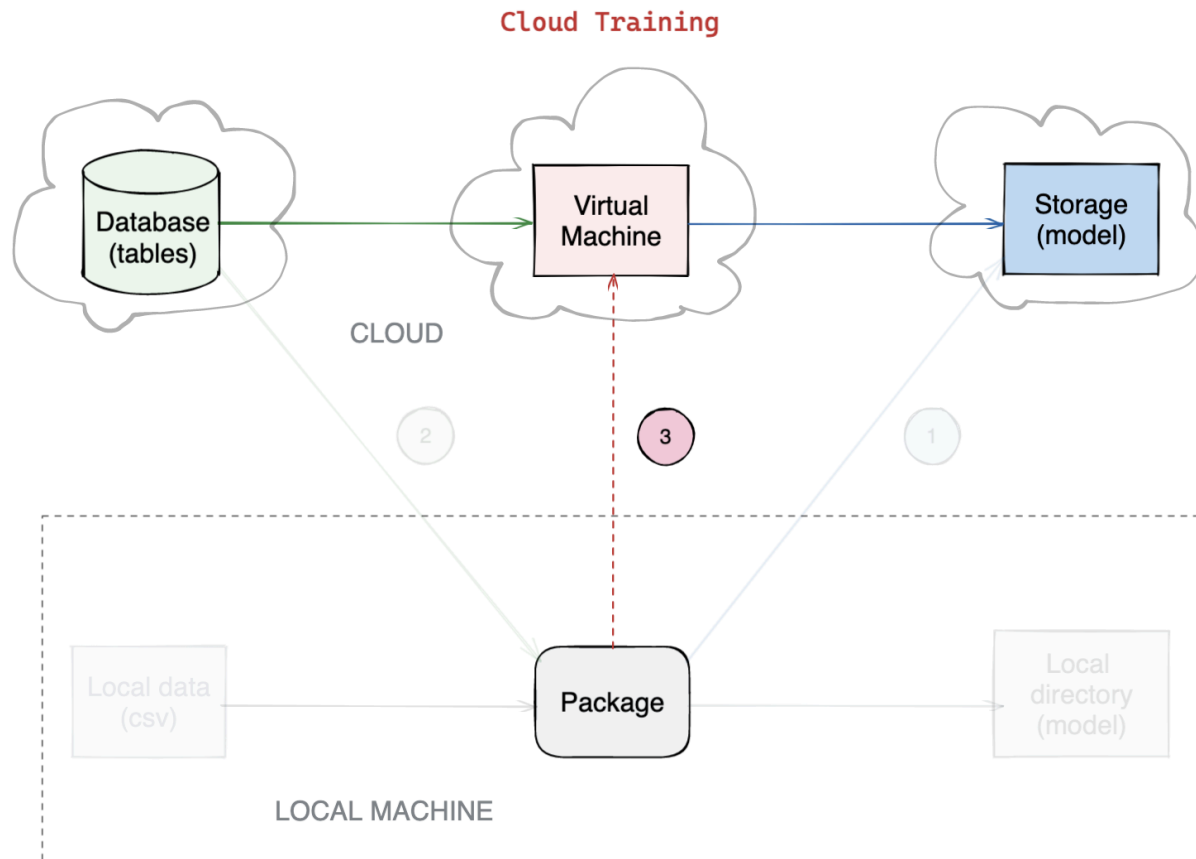 Cloud Training
Database
(tables)
Virtual
Machine
Storage
(model)
CLOUD
2
3
1
Local data
(csv)
Package
Local
directory
(model)
LOCAL MACHINE